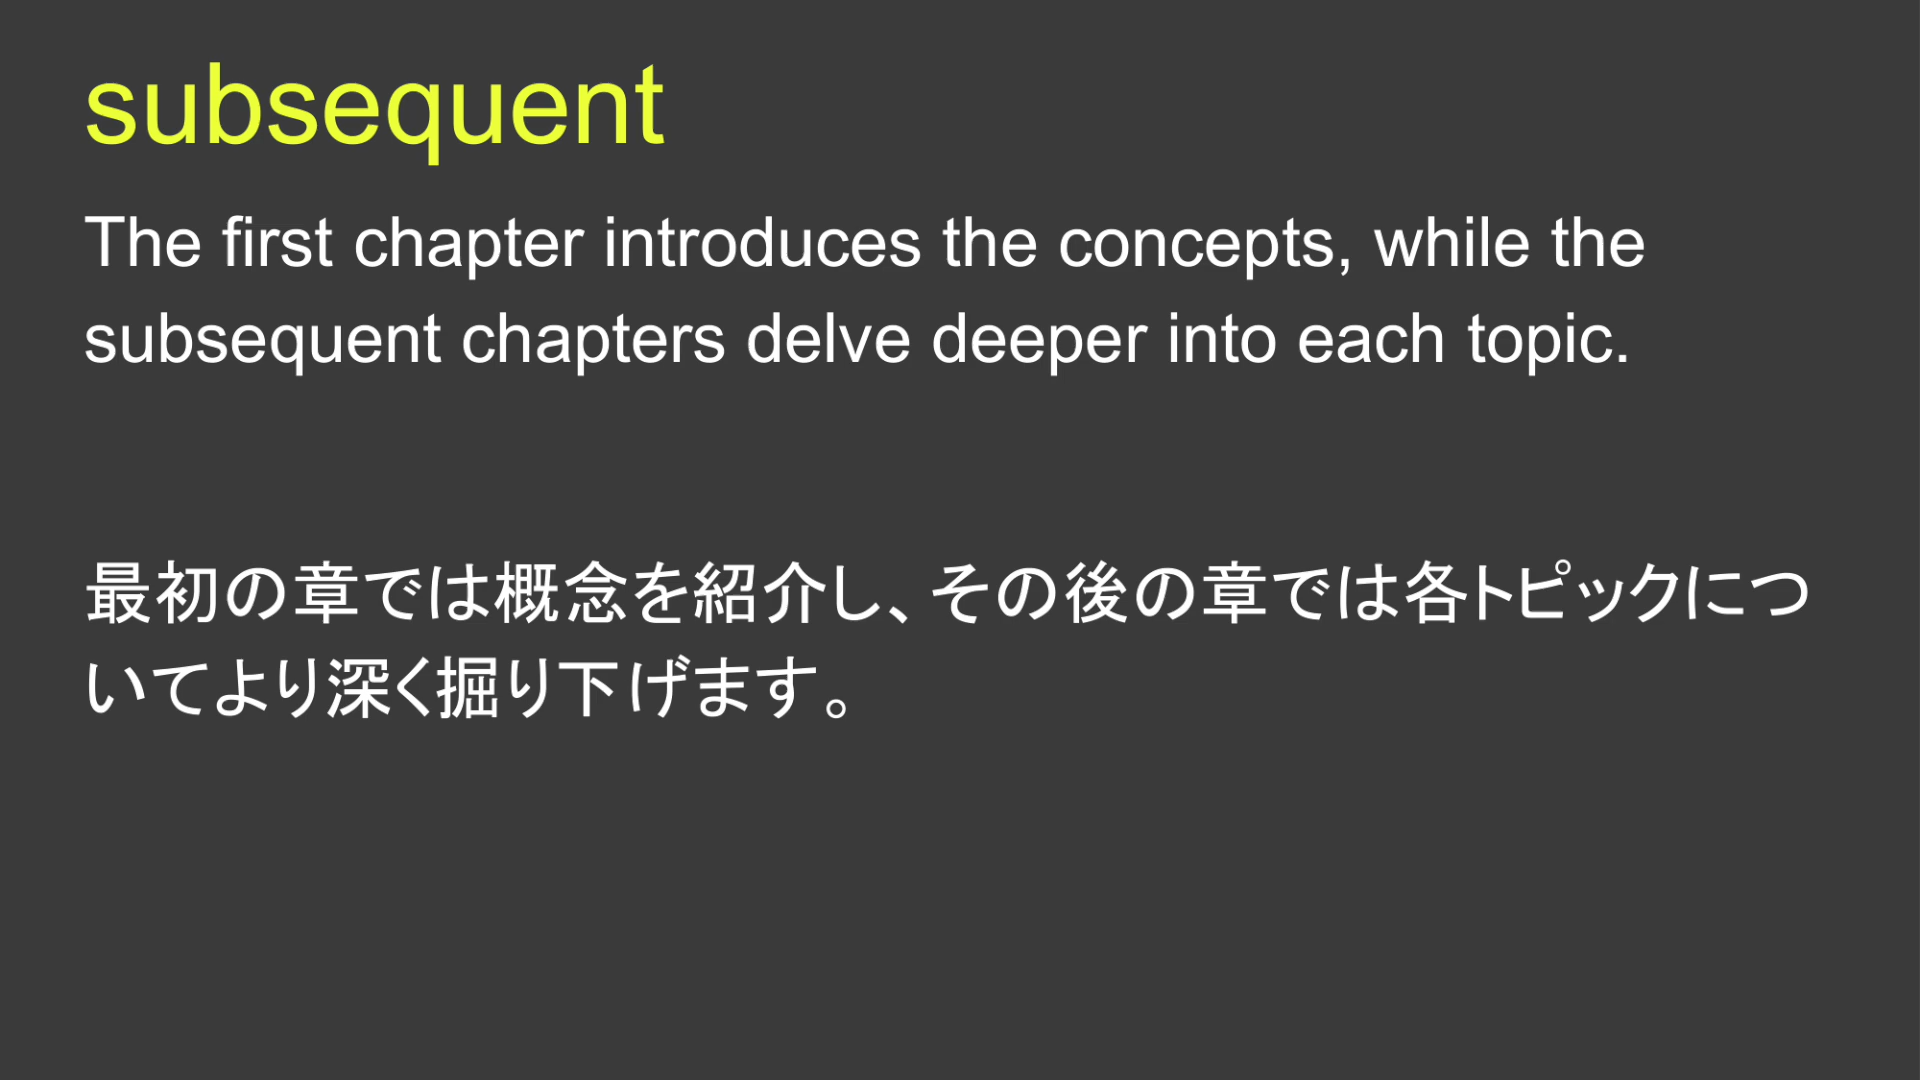 subsequent
The first chapter introduces the concepts, while the
subsequent chapters delve deeper into each topic.
最初の章では概念を紹介し、その後の章では各トピックにつ
いてより深く掘り下げます。